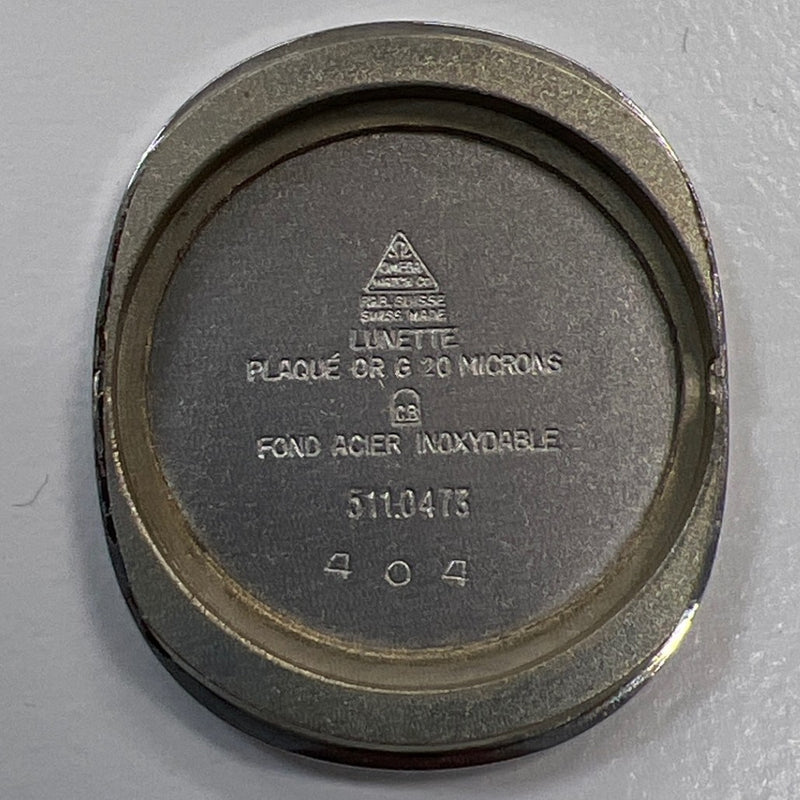 Ω
OMEGA
WATCH CO
FAB. SUISSE
SWISS MADE
LUNETTE
PLAQUÉ OR G 20 MICRONS
CB
FOND ACIER INOXYDABLE
511.0473
404